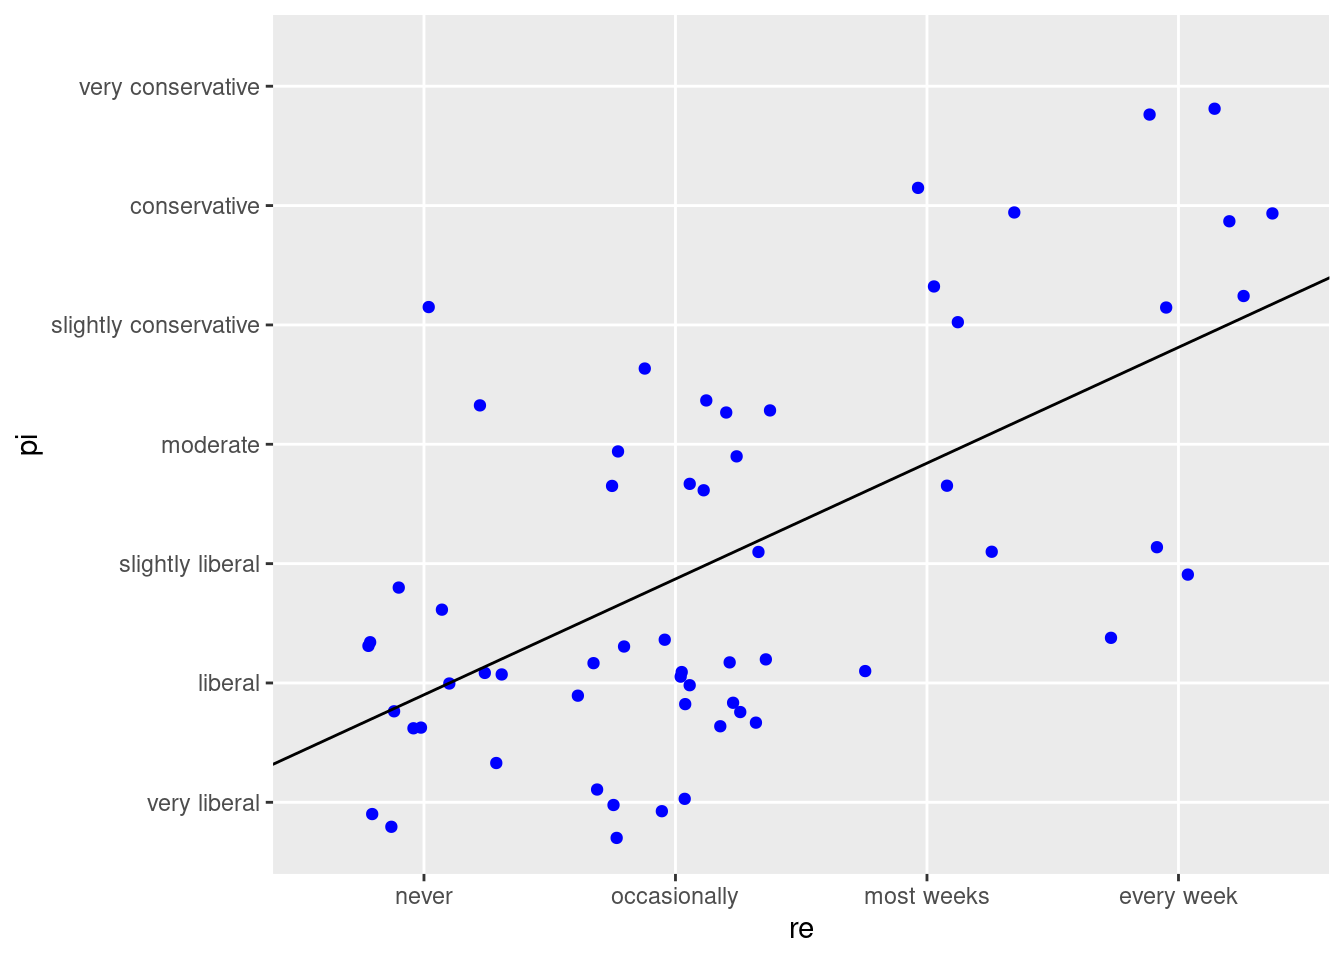 very conservative
conservative
slightly conservative
moderate
slightly liberal
liberal
very liberal
pi
never occasionally most weeks every week
re